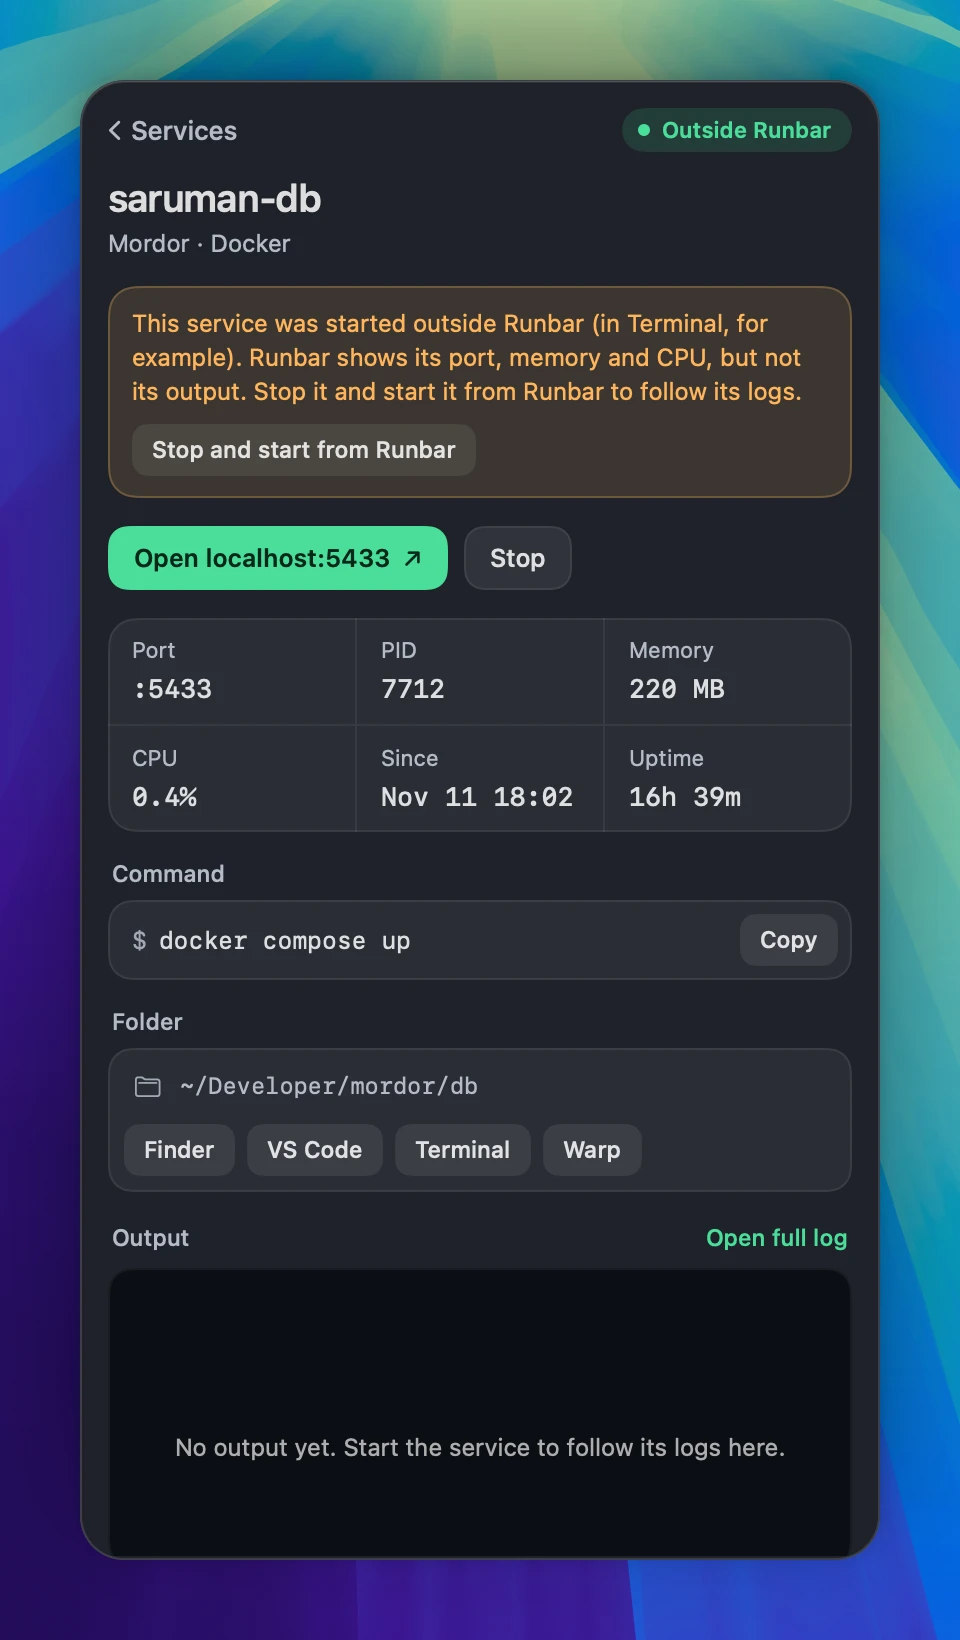 Services
Outside Runbar
saruman-db
Mordor · Docker
This service was started outside Runbar (in Terminal, for
example). Runbar shows its port, memory and CPU, but not
its output. Stop it and start it from Runbar to follow its logs.
Stop and start from Runbar
Open localhost:5433 ↗
Stop
Port
PID
Memory
:5433
7712
220 MB
CPU
Since
Uptime
0.4%
Nov 11 18:02
16h 39m
Command
$ docker compose up
Copy
Folder
~/Developer/mordor/db
Finder
VS Code
Terminal
Warp
Output
Open full log
No output yet. Start the service to follow its logs here.